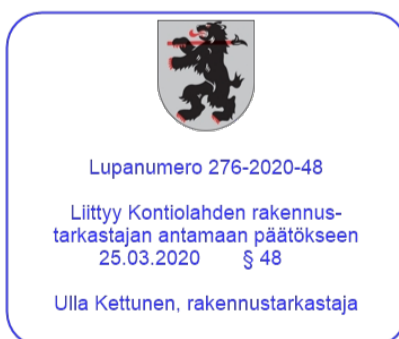 Lupanumero 276-2020-48
Liittyy Kontiolahden rakennus-
tarkastajan antamaan päätökseen
25.03.2020 § 48
Ulla Kettunen, rakennustarkastaja